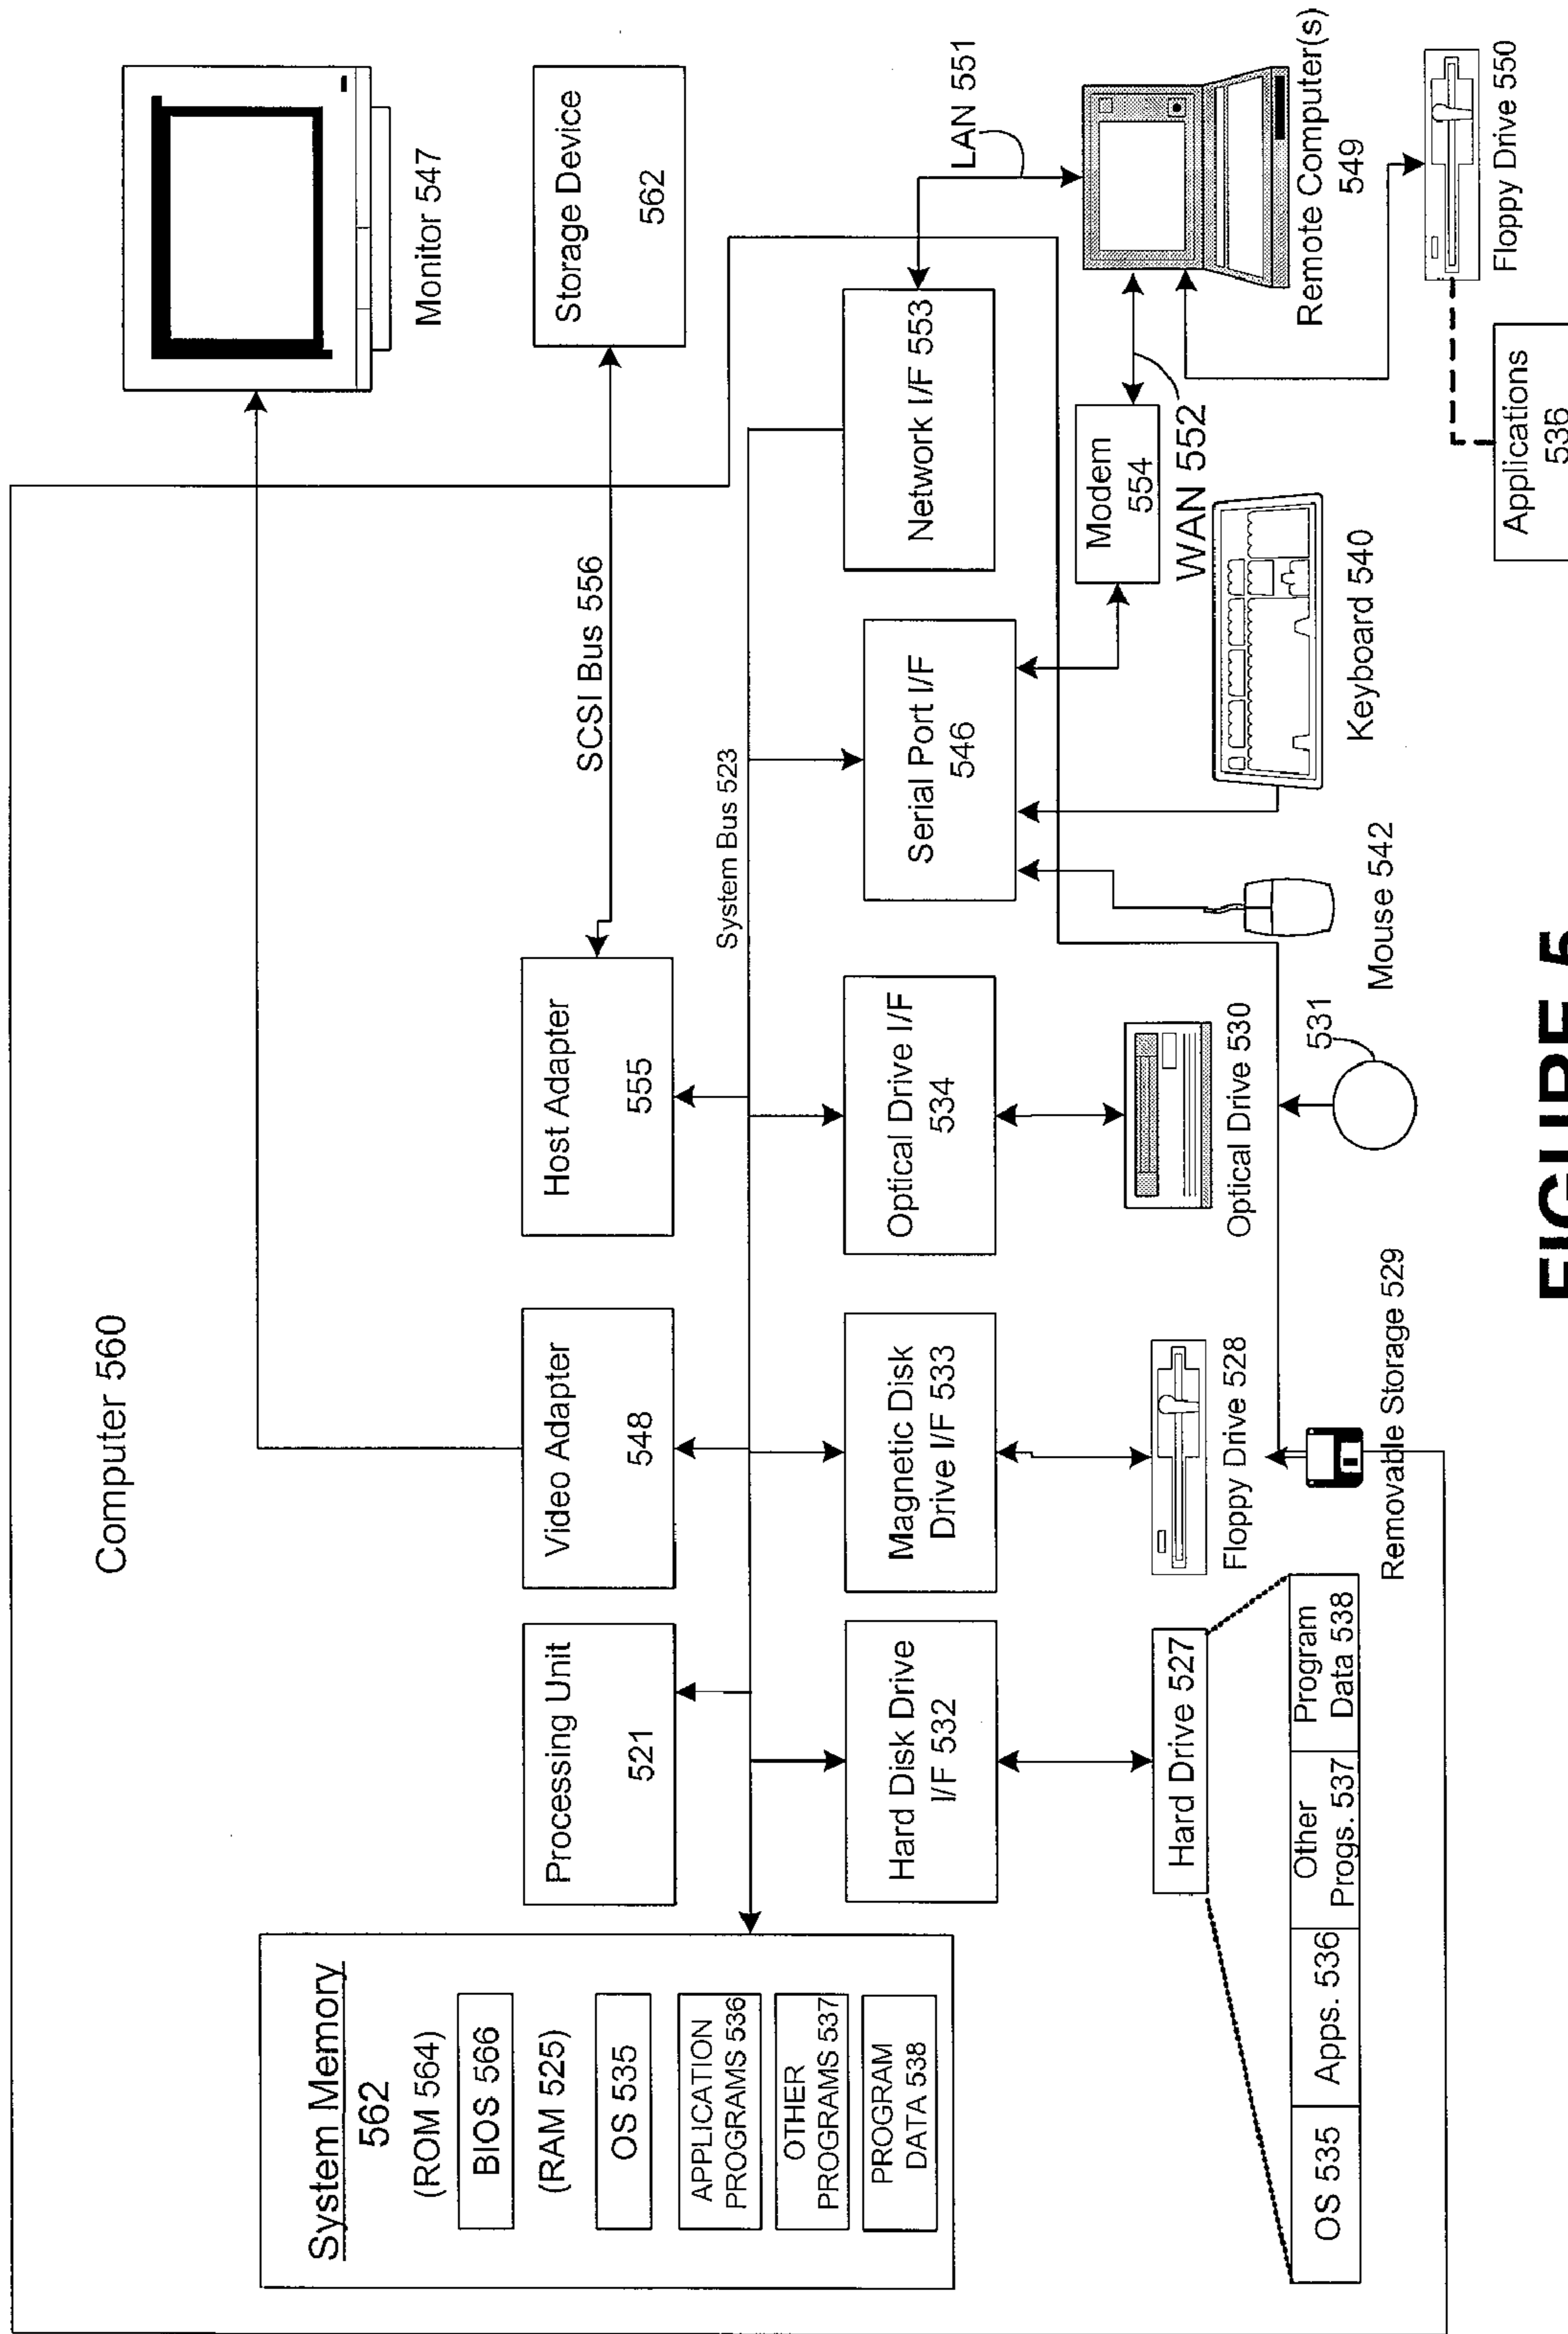 Computer 560
Monitor 547
System Memory
562
(ROM 564)
BIOS 566
(RAM 525)
OS 535
APPLICATION
PROGRAMS 536
OTHER
PROGRAMS 537
PROGRAM
DATA 538
Processing Unit
521
Video Adapter
548
Host Adapter
555
SCSI Bus 556
Storage Device
562
System Bus 523
Hard Disk Drive
I/F 532
Magnetic Disk
Drive I/F 533
Optical Drive I/F
534
Serial Port I/F
546
Network I/F 553
LAN 551
Hard Drive 527
Floppy Drive 528
Optical Drive 530
Modem
554
WAN 552
Remote Computer(s)
549
OS 535
Apps. 536
Other
Progs. 537
Program
Data 538
Removable Storage 529
531
Mouse 542
Keyboard 540
Floppy Drive 550
Applications
536
FIGURE 5